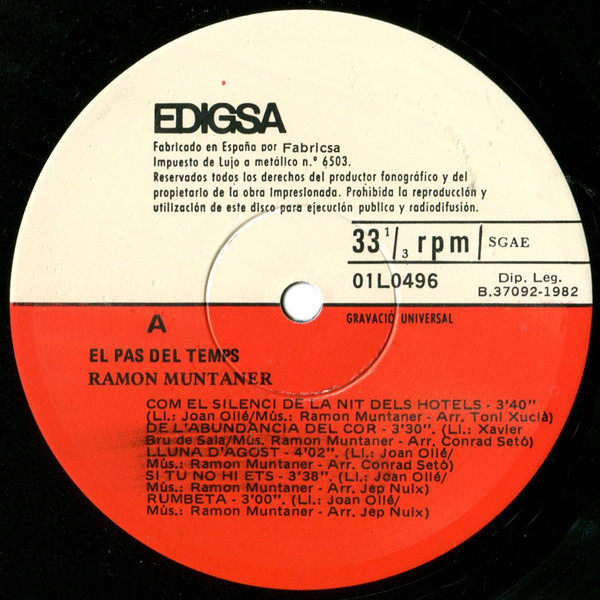 EDIGSA
Fabricado en España por Fabricsa
Impuesto de Lujo a metálico n.º 6503.
Reservados todos los derechos del productor fonográfico y del
propietario de la obra impresionada. Prohibida la reproducción y
utilización de este disco para ejecución publica y radiodifusión.
33 1/3 rpm SGAE
01L0496 Dip. Leg.
B.37092-1982
A GRAVACIÓ UNIVERSAL
EL PAS DEL TEMPS
RAMON MUNTANER
COM EL SILENCI DE LA NIT DELS HOTELS - 3'40"
(Ll.: Joan Ollé/Mús.: Ramon Muntaner - Arr. Toni Xuclà)
DE L'ABUNDANCIA DEL COR - 3'30". (Ll.: Xavier
Bru de Sala/Mús. Ramon Muntaner - Arr. Conrad Setó)
LLUNA D'AGOST - 4'02". (Ll.: Joan Ollé/
Mús.: Ramon Muntaner - Arr. Conrad Setó)
SI TU NO HI ETS - 3'38". (Ll.: Joan Ollé/
Mús.: Ramon Muntaner - Arr. Jep Nuix)
RUMBETA - 3'00". (Ll.: Joan Ollé/
Mús.: Ramon Muntaner - Arr. Jep Nuix)